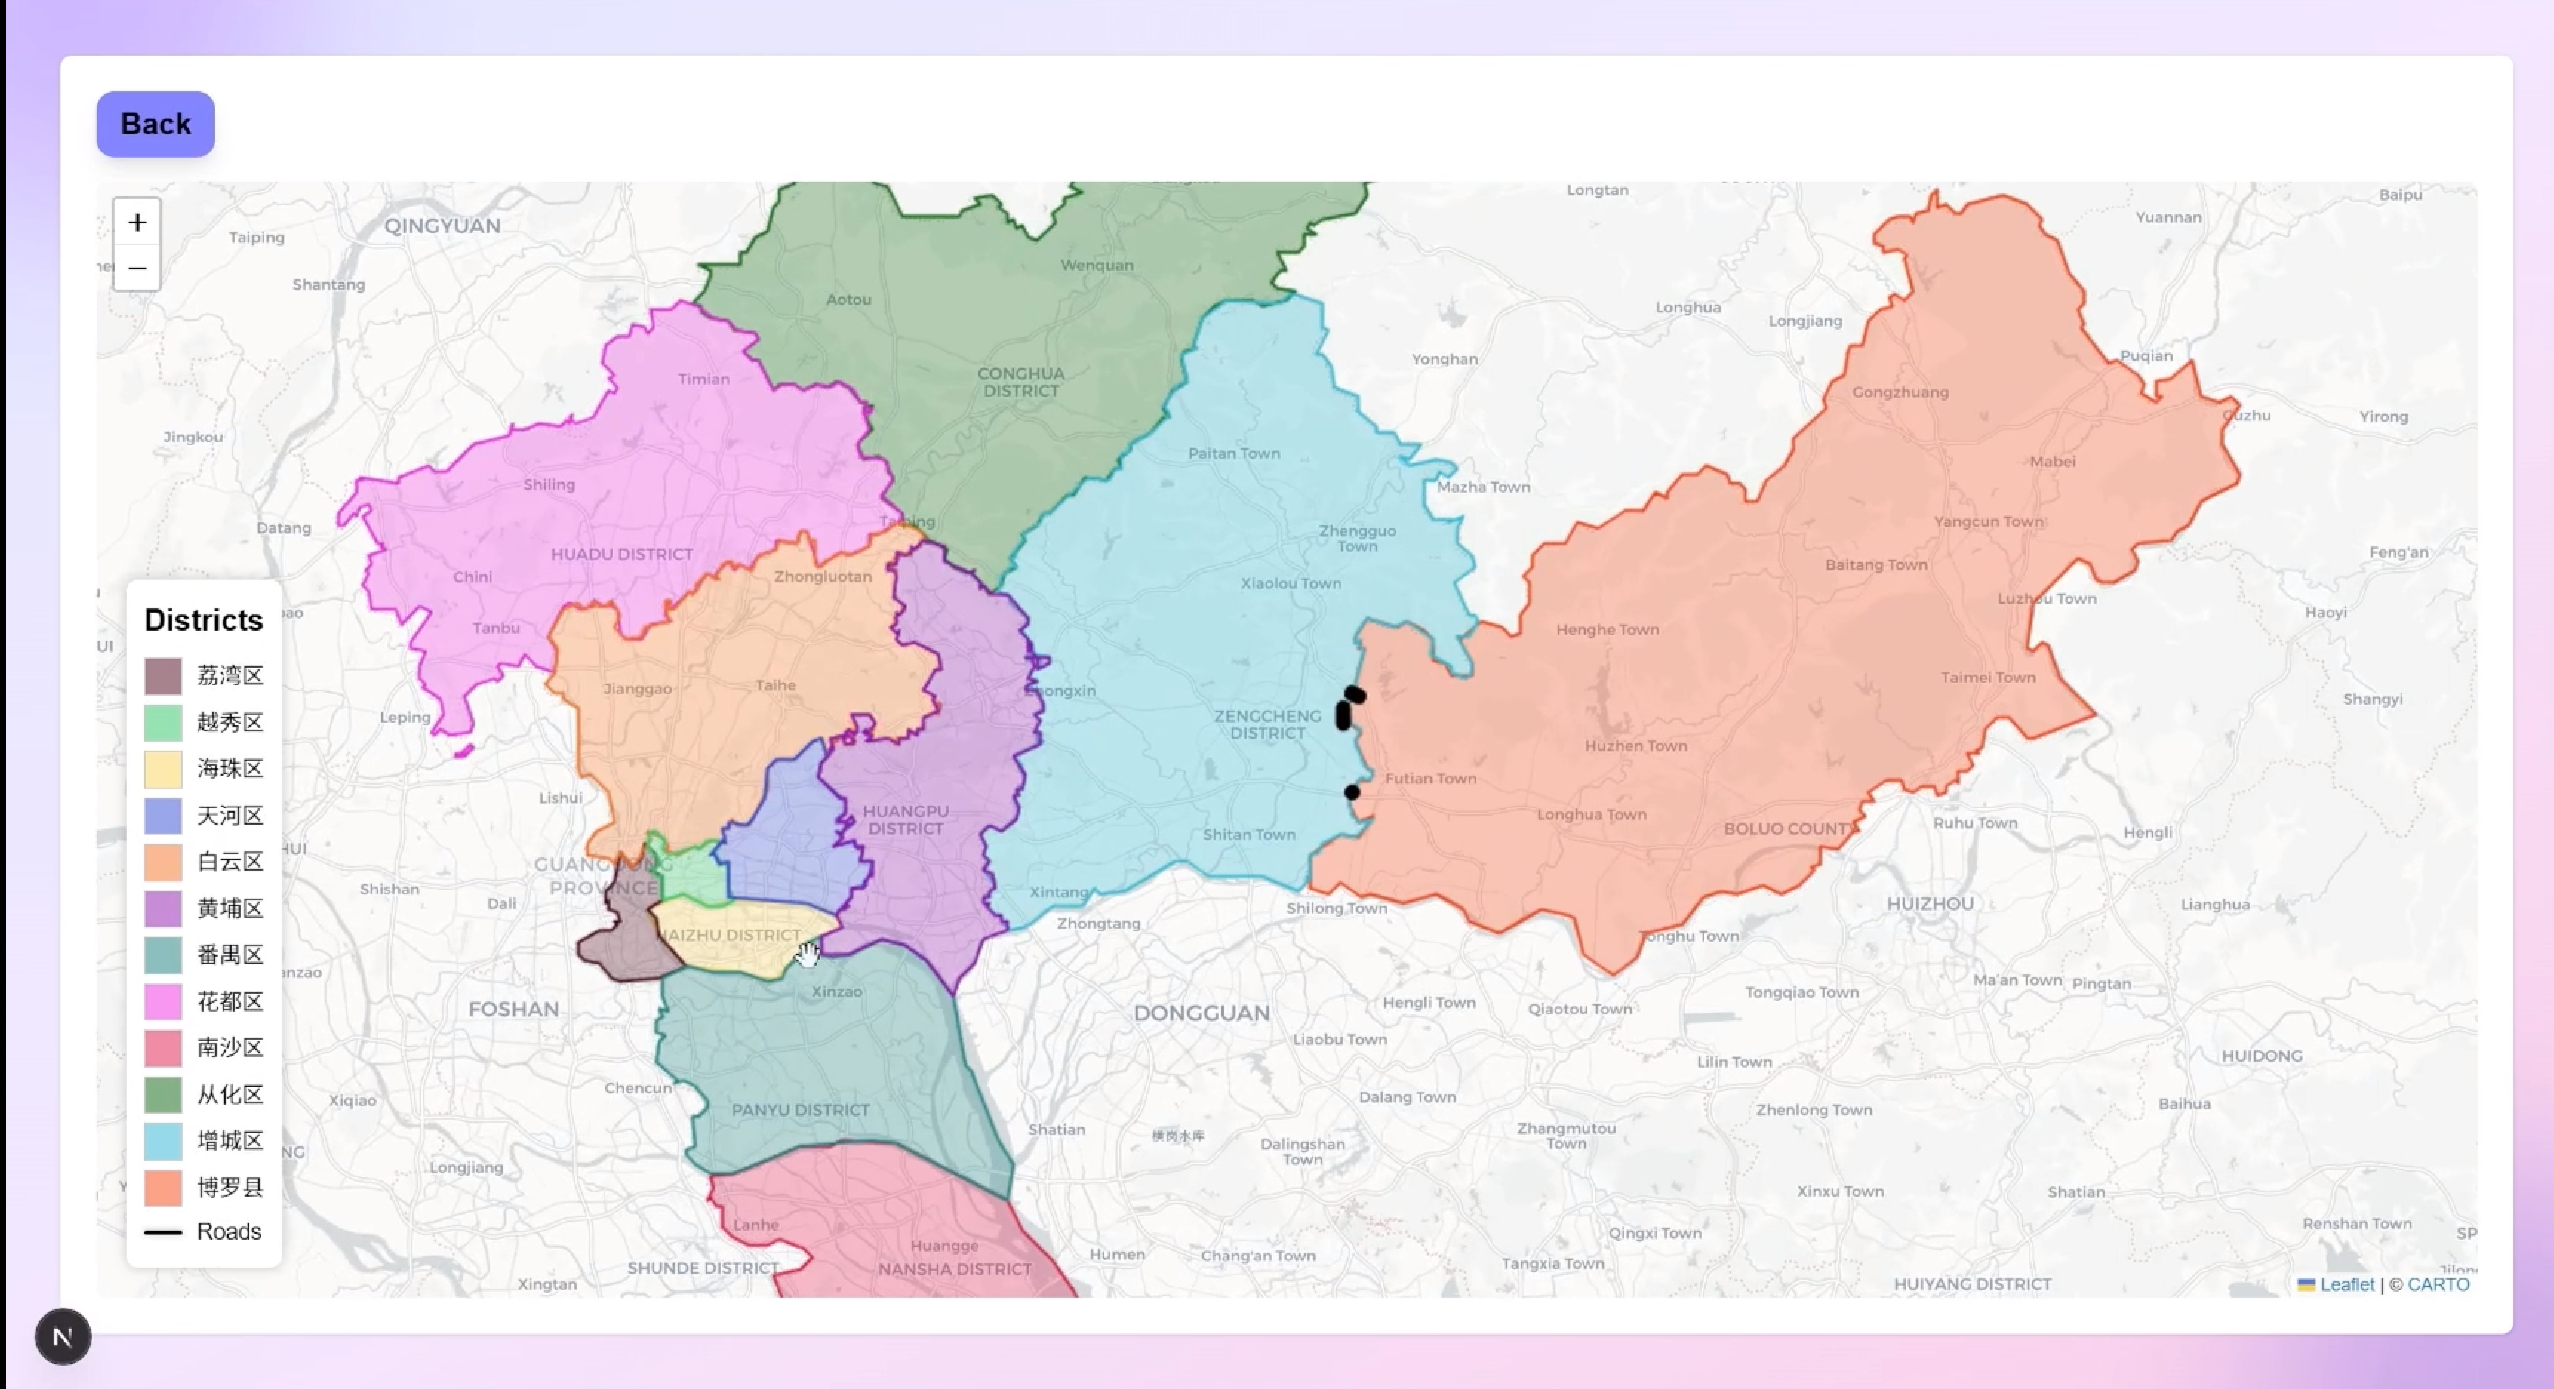 Back
+
−
Districts
荔湾区
越秀区
海珠区
天河区
白云区
黄埔区
番禺区
花都区
南沙区
从化区
增城区
博罗县
Roads
QINGYUAN
Taiping
Shantang
Jingkou
Datang
Longtan
Baipu
Yuannan
Wenquan
Aotou
Longhua
Longjiang
CONGHUA
DISTRICT
Yonghan
Puqian
Timian
Gongzhuang
Yirong
Paitan Town
Mabei
Shiling
Mazha Town
Yangcun Town
Zhengguo
Town
HUADU DISTRICT
Feng'an
Baitang Town
Chini
Zhongluotan
Xiaolou Town
Luzhou Town
Haoyi
Tanbu
Henghe Town
Jianggao
Taihe
Taimei Town
Shangyi
Leping
ZENGCHENG
DISTRICT
Huzhen Town
Futian Town
Lishui
HUANGPU
DISTRICT
Longhua Town
BOLUO COUNTY
Ruhu Town
Hengli
Shitan Town
GUANGDONG
PROVINCE
Shishan
Dali
Xintang
Shilong Town
HUIZHOU
Lianghua
Zhongtang
HAIZHU DISTRICT
Xinzao
Hengli Town
Qiaotou Town
Tongqiao Town
Ma'an Town
Pingtan
FOSHAN
DONGGUAN
Liaobu Town
Lilin Town
HUIDONG
Chencun
Xiqiao
Dalang Town
Zhenlong Town
Baihua
PANYU DISTRICT
Shatian
横岗水库
Dalingshan
Town
Zhangmutou
Town
Longjiang
Xinxu Town
Shatian
Lanhe
Huangge
NANSHA DISTRICT
Humen
Chang'an Town
Qingxi Town
Tangxia Town
Renshan Town
SHUNDE DISTRICT
Xingtan
HUIYANG DISTRICT
Leaflet | © CARTO
N